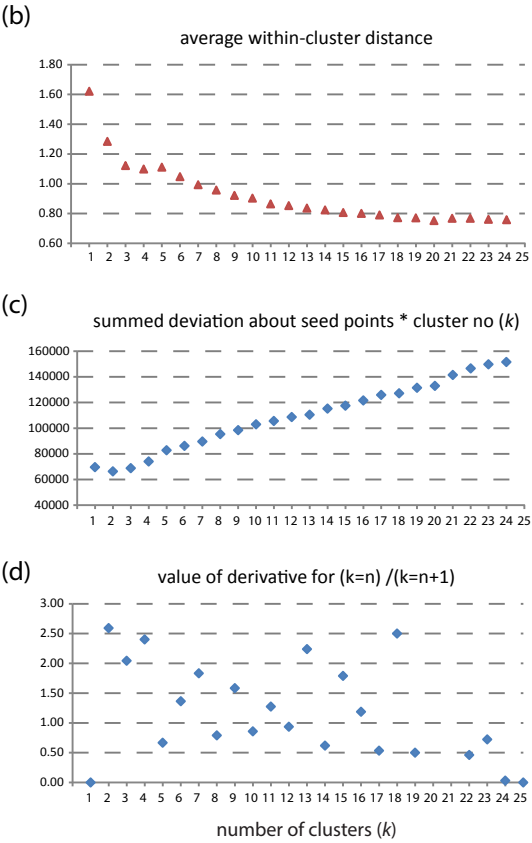 (b)
average within-cluster distance
1.80
1.60
1.40
1.20
1.00
0.80
0.60
1 2 3 4 5 6 7 8 9 10 11 12 13 14 15 16 17 18 19 20 21 22 23 24 25
(c)
summed deviation about seed points * cluster no (k)
160000
140000
120000
100000
80000
60000
40000
1 2 3 4 5 6 7 8 9 10 11 12 13 14 15 16 17 18 19 20 21 22 23 24 25
(d)
value of derivative for (k=n) /(k=n+1)
3.00
2.50
2.00
1.50
1.00
0.50
0.00
1 2 3 4 5 6 7 8 9 10 11 12 13 14 15 16 17 18 19 20 21 22 23 24 25
number of clusters (k)